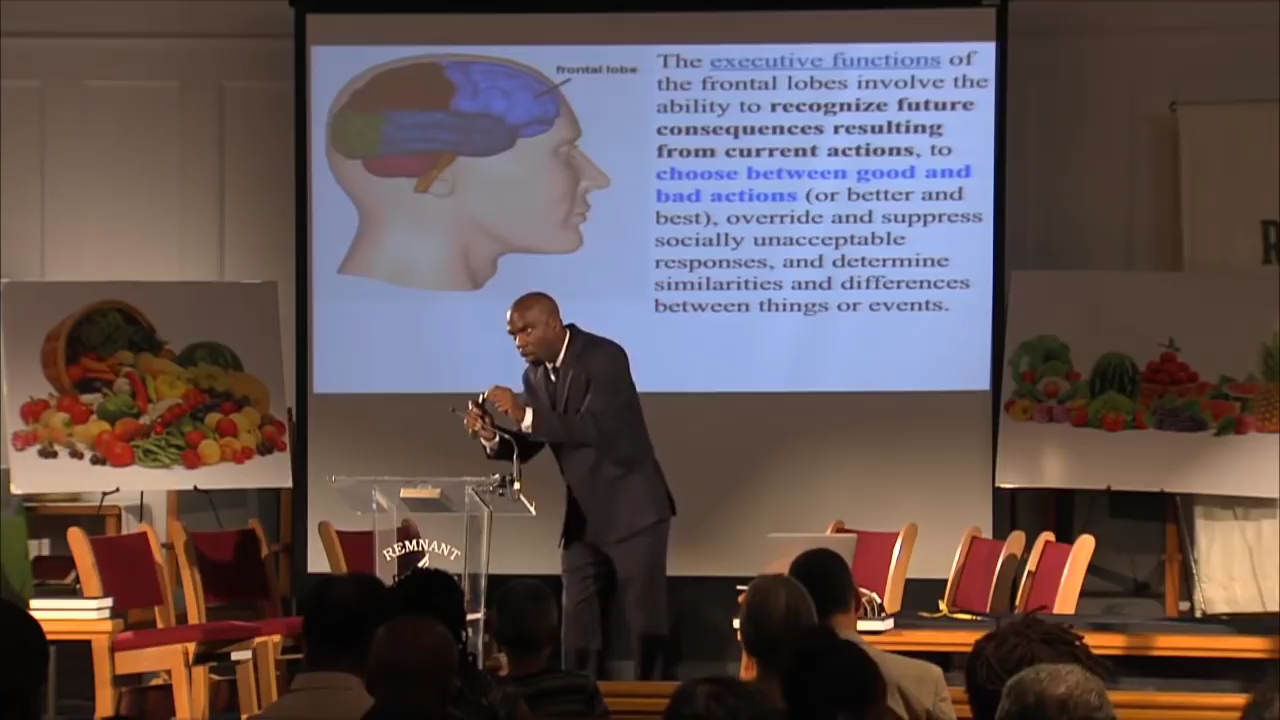 frontal lobe
The executive functions of
the frontal lobes involve the
ability to recognize future
consequences resulting
from current actions, to
choose between good and
bad actions (or better and
best), override and suppress
socially unacceptable
responses, and determine
similarities and differences
between things or events.
REMNANT